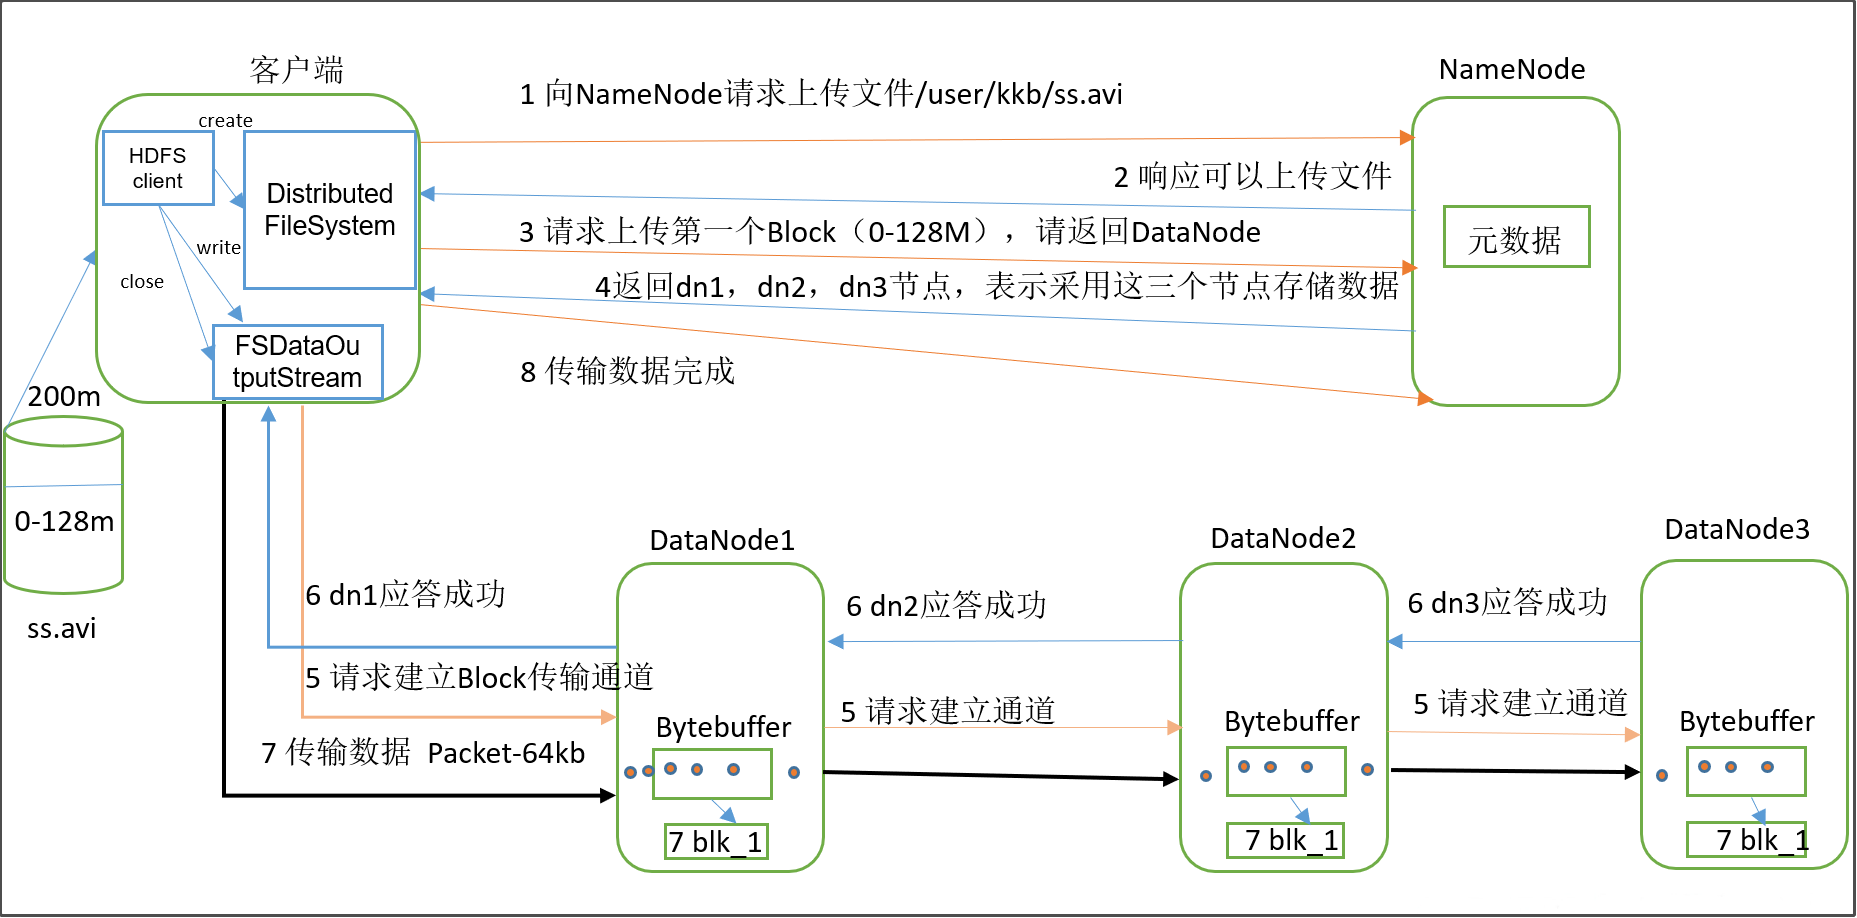 客户端
NameNode
1 向NameNode请求上传文件/user/kkb/ss.avi
create
HDFS
client
Distributed
FileSystem
2 响应可以上传文件
write
3 请求上传第一个Block（0-128M），请返回DataNode
元数据
close
4返回dn1，dn2，dn3节点，表示采用这三个节点存储数据
FSDataOu
tputStream
8 传输数据完成
200m
0-128m
ss.avi
DataNode1
DataNode2
DataNode3
6 dn1应答成功
6 dn2应答成功
6 dn3应答成功
5 请求建立Block传输通道
5 请求建立通道
5 请求建立通道
Bytebuffer
Bytebuffer
Bytebuffer
7 传输数据 Packet-64kb
7 blk_1
7 blk_1
7 blk_1